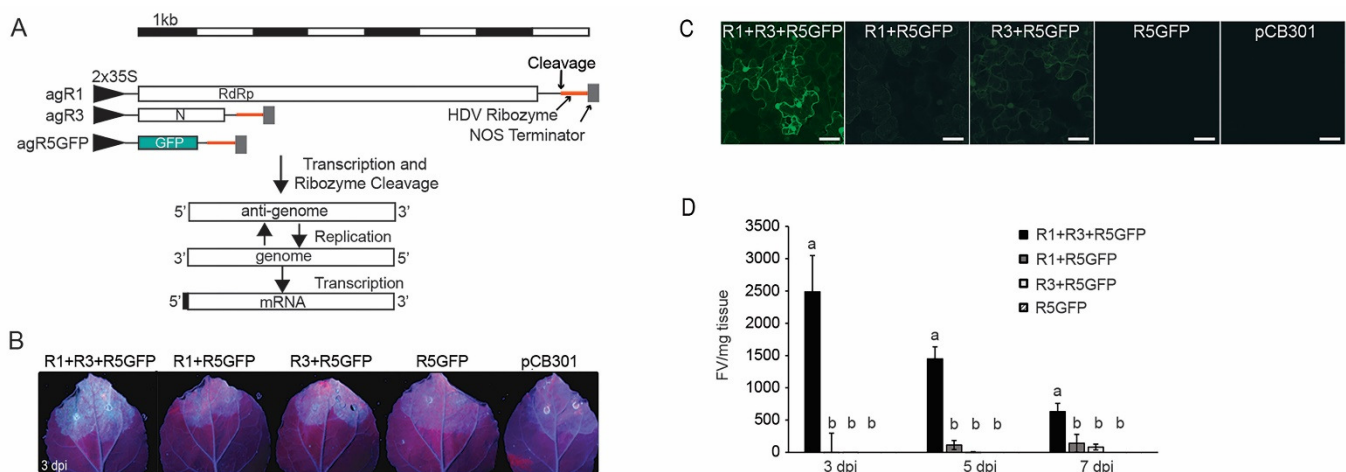 A
1kb
2x35S
Cleavage
agR1
RdRp
HDV Ribozyme
agR3
N
NOS Terminator
agR5GFP
GFP
Transcription and
Ribozyme Cleavage
5' anti-genome 3'
Replication
3' genome 5'
Transcription
5' mRNA 3'
B
R1+R3+R5GFP R1+R5GFP R3+R5GFP R5GFP pCB301
3 dpi
C
R1+R3+R5GFP R1+R5GFP R3+R5GFP R5GFP pCB301
D
FV/mg tissue
3500
3000
2500
2000
1500
1000
500
0
a
b b b
a
b b b
a
b b b
3 dpi 5 dpi 7 dpi
R1+R3+R5GFP
R1+R5GFP
R3+R5GFP
R5GFP